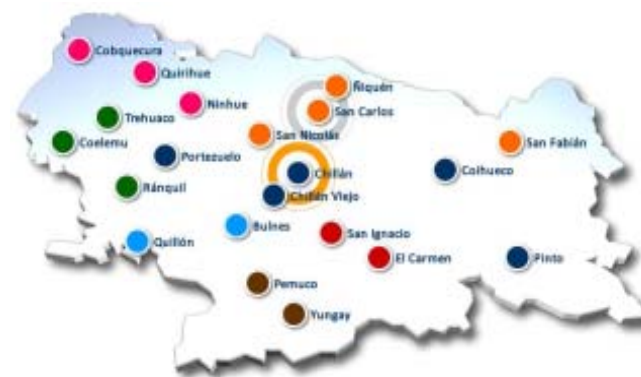 Cobquecura
Quirihue
Ñiquén
Ninhue
San Carlos
Trehuaco
San Nicolás
Coelemu
San Fabián
Portezuelo
Coihueco
Chillán
Ránquil
Chillán Viejo
Bulnes
San Ignacio
Quillón
El Carmen
Pinto
Pemuco
Yungay